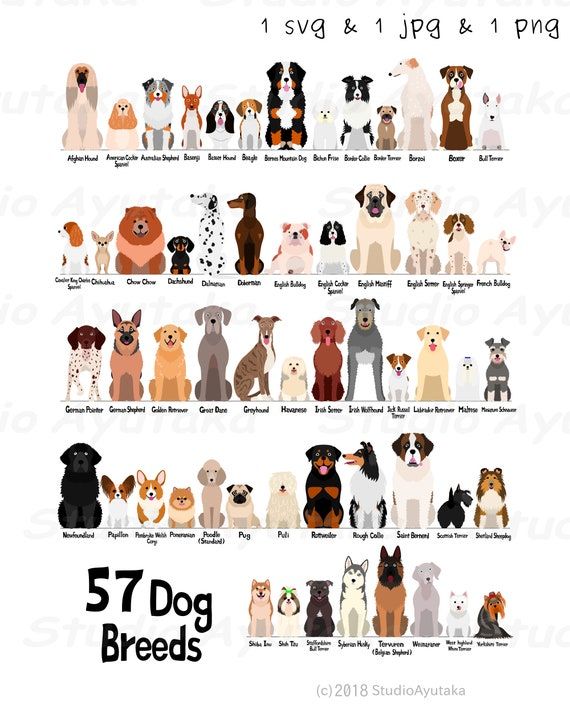 1 svg & 1 jpg & 1 png
Afghan Hound American Cocker Spaniel Australian Shepherd Basenji Basset Hound Beagle Bernes Mountain Dog Bichon Frise Border Collie Border Terrier Borzoi Boxer Bull Terrier
Cavalier King Charles Spaniel Chihuahua Chow Chow Dachshund Dalmatian Doberman English Bulldog English Cocker Spaniel English Mastiff English Setter English Springer Spaniel French Bulldog
German Pointer German Shepherd Golden Retriever Great Dane Greyhound Havanese Irish Setter Irish Wolfhound Jack Russell Terrier Labrador Retriever Maltese Miniature Schnauzer
Newfoundland Papillon Pembroke Welsh Corgi Pomeranian Poodle (Standard) Pug Puli Rottweiler Rough Collie Saint Bernard Scottish Terrier Shetland Sheepdog
57 Dog
Breeds
Shiba Inu Shih Tzu Staffordshire Bull Terrier Syberian Husky Tervuren (Belgian Shepherd) Weimaraner West highland White Terrier Yorkshire Terrier
(c) 2018 StudioAyutaka
Studio Ayutaka